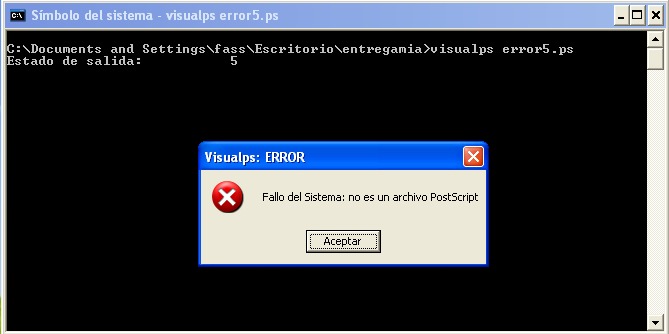 Símbolo del sistema - visualps error5.ps
C:\Documents and Settings\fass\Escritorio\entregamia>visualps error5.ps
Estado de salida: 5
Visualps: ERROR
Fallo del Sistema: no es un archivo PostScript
Aceptar